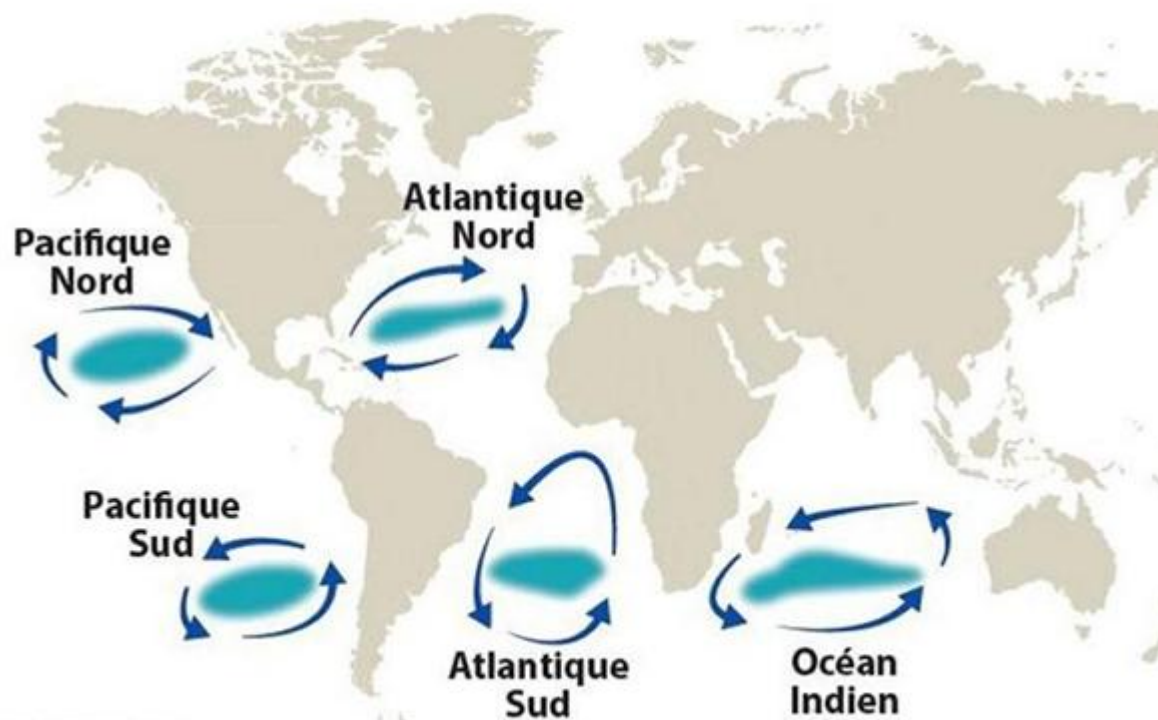 Atlantique
Nord
Pacifique
Nord
Pacifique
Sud
Atlantique
Sud
Océan
Indien